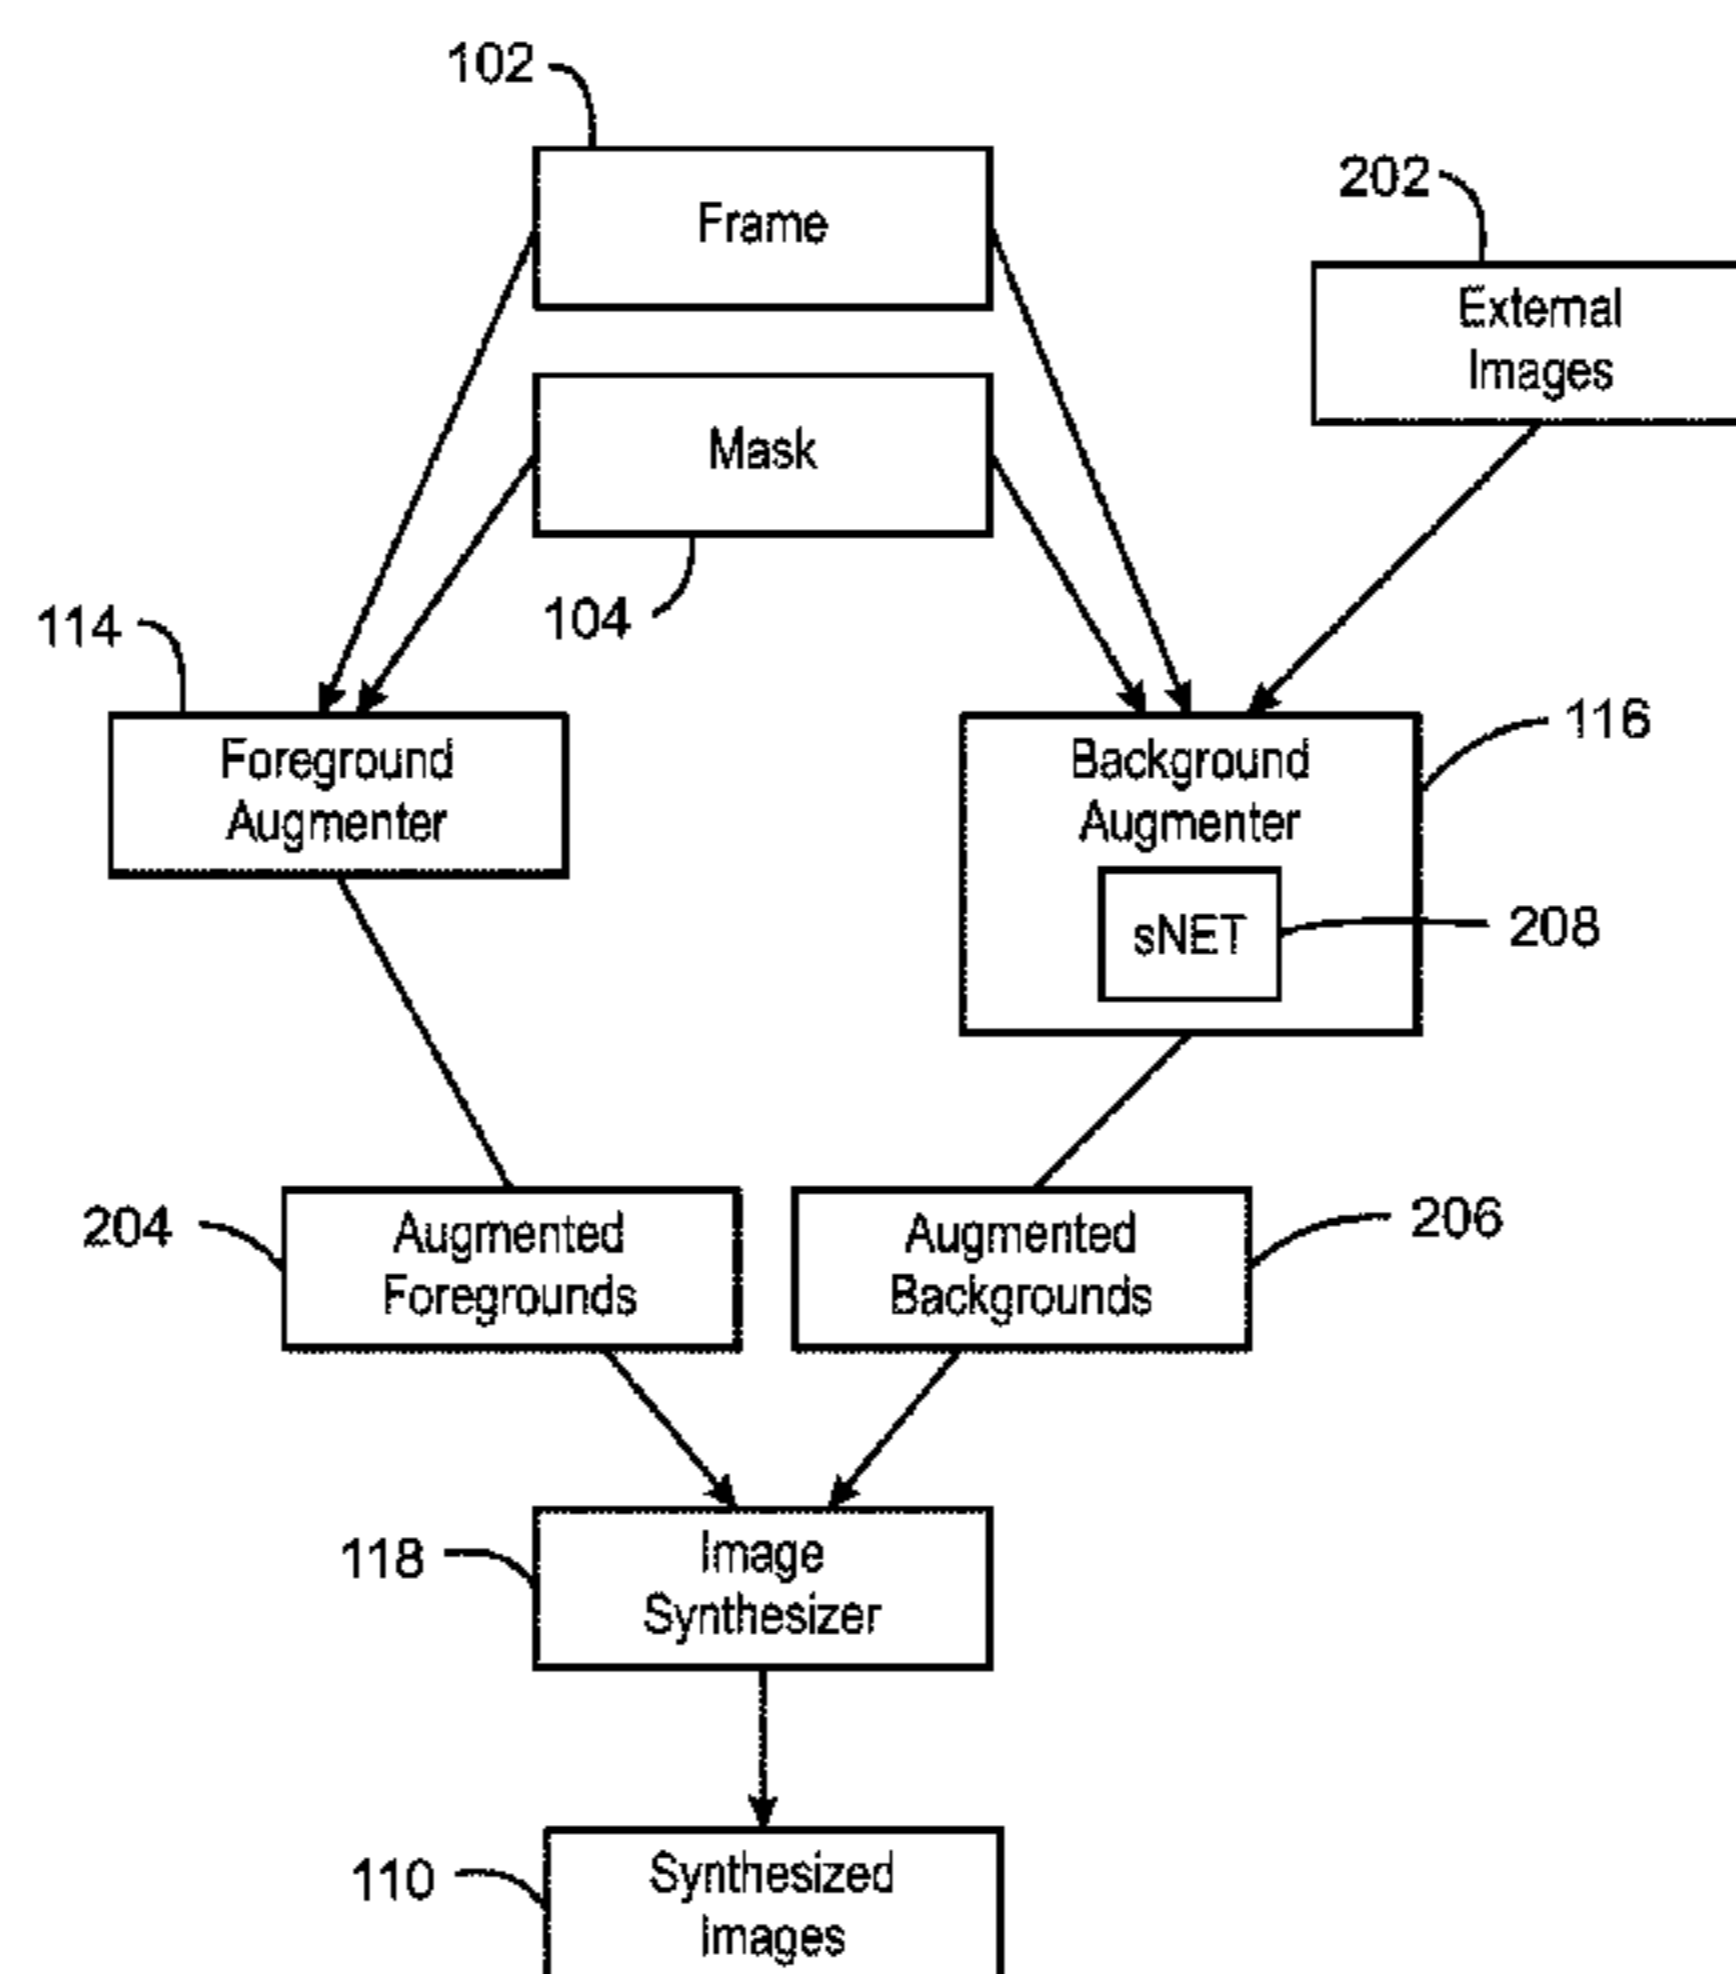 102
Frame
202
External
Images
Mask
104
114
Foreground
Augmenter
Background
Augmenter
116
sNET
208
204
Augmented
Foregrounds
Augmented
Backgrounds
206
118
Image
Synthesizer
110
Synthesized
Images